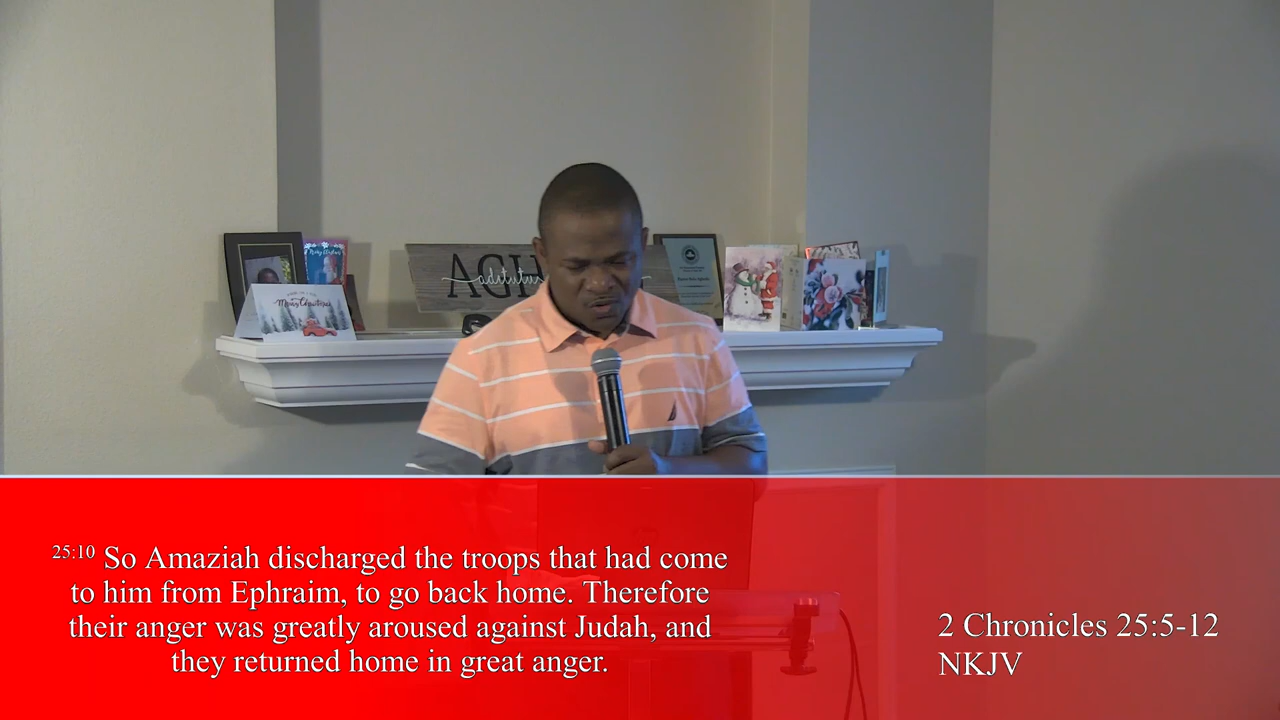 Merry Christmas
Merry Christmas
25:10 So Amaziah discharged the troops that had come
to him from Ephraim, to go back home. Therefore
their anger was greatly aroused against Judah, and
they returned home in great anger.
2 Chronicles 25:5-12
NKJV